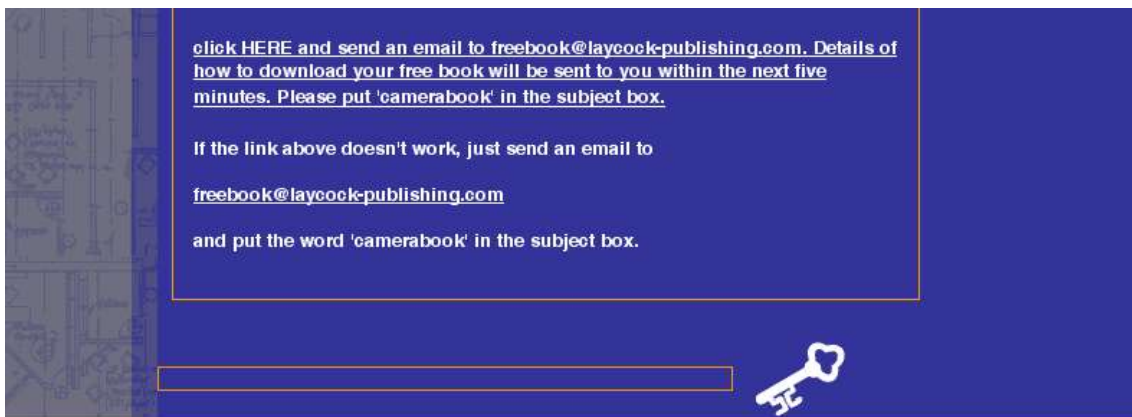 click HERE and send an email to freebook@laycock-publishing.com. Details of
how to download your free book will be sent to you within the next five
minutes. Please put 'camerabook' in the subject box.
If the link above doesn't work, just send an email to
freebook@laycock-publishing.com
and put the word 'camerabook' in the subject box.